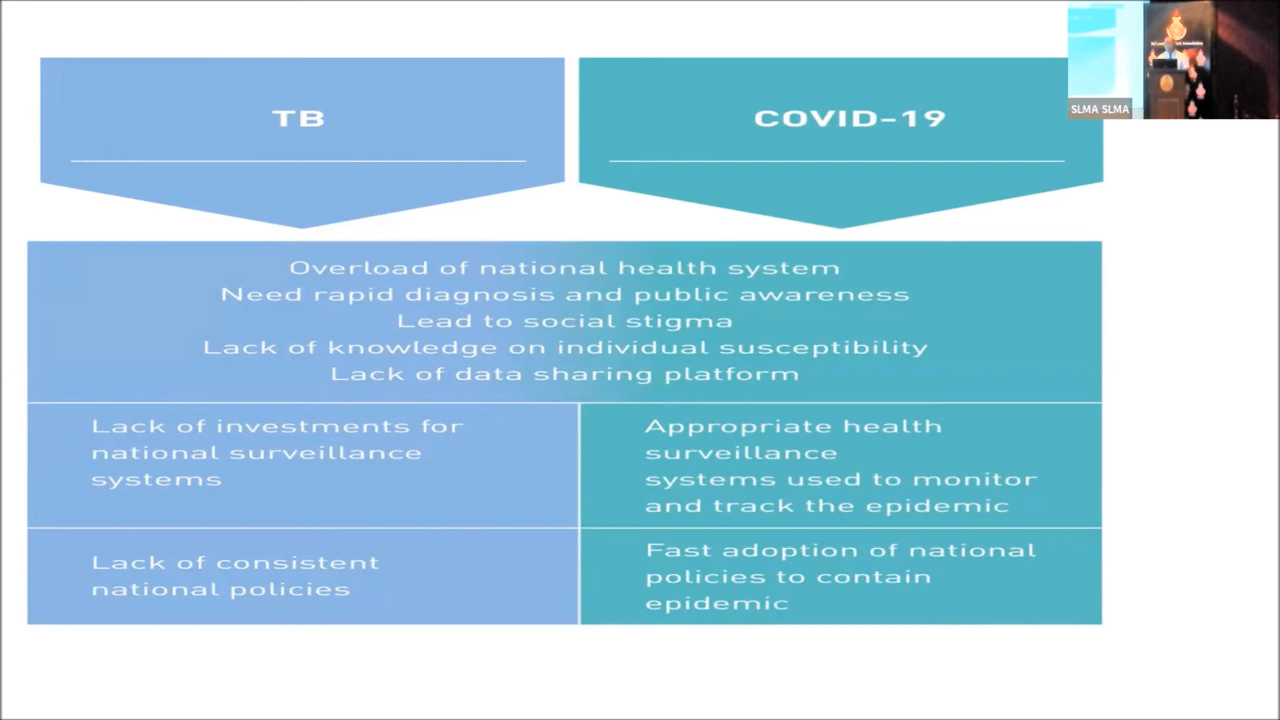 TB
COVID-19
SLMA SLMA
Overload of national health system
Need rapid diagnosis and public awareness
Lead to social stigma
Lack of knowledge on individual susceptibility
Lack of data sharing platform
Lack of investments for
national surveillance
systems
Appropriate health
surveillance
systems used to monitor
and track the epidemic
Lack of consistent
national policies
Fast adoption of national
policies to contain
epidemic